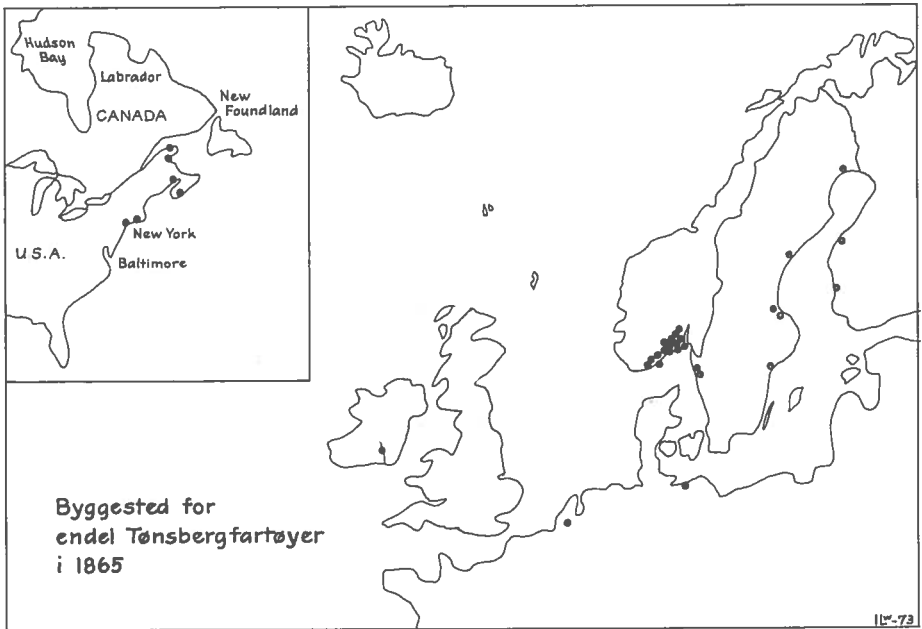 Hudson
Bay
Labrador
CANADA
New
Foundland
U.S.A.
New York
Baltimore
Byggested for
endel Tønsbergfartøyer
i 1865